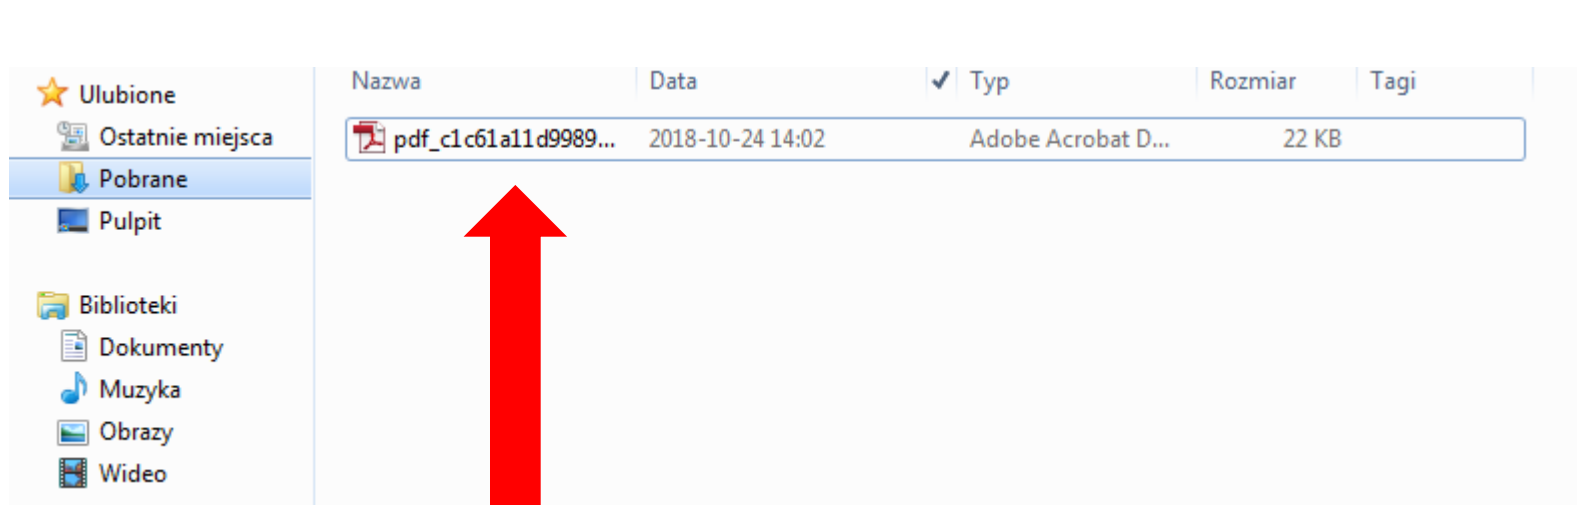 Ulubione
Ostatnie miejsca
Pobrane
Pulpit
Biblioteki
Dokumenty
Muzyka
Obrazy
Wideo
Nazwa Data Typ Rozmiar Tagi
pdf_c1c61a11d9989... 2018-10-24 14:02 Adobe Acrobat D... 22 KB